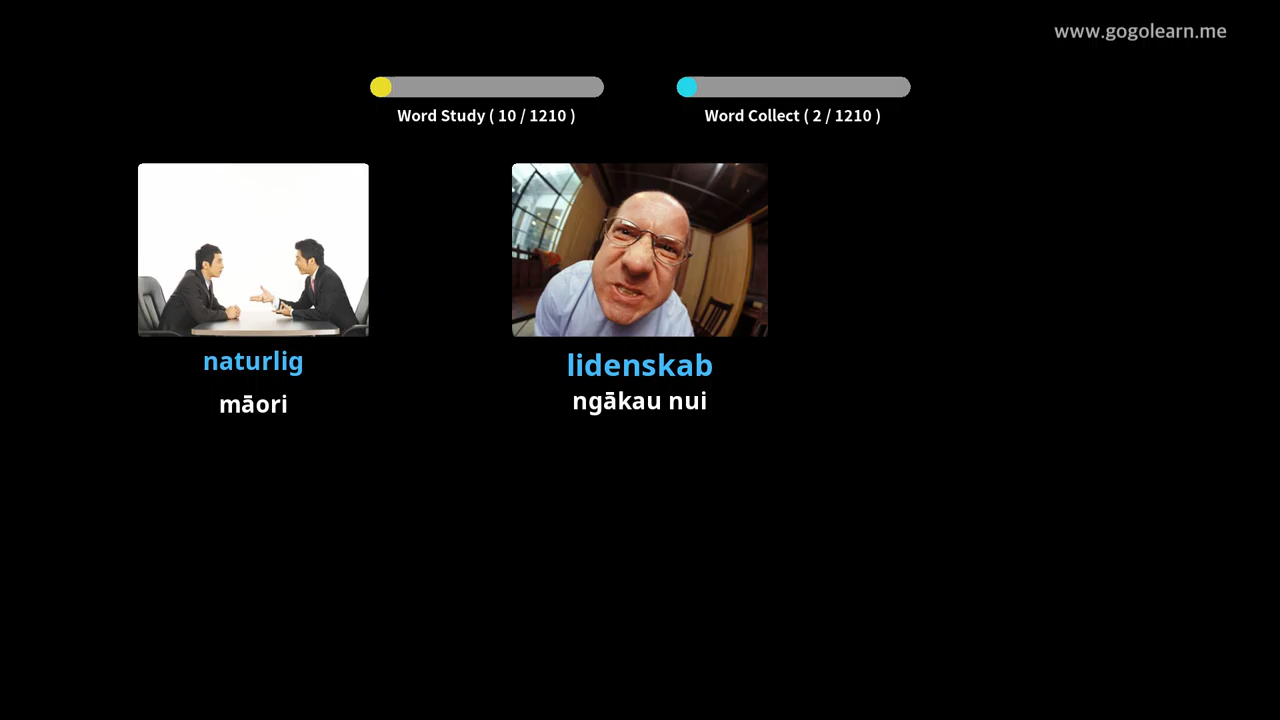 www.gogolearn.me
Word Study ( 10 / 1210 )
Word Collect ( 2 / 1210 )
naturlig
māori
lidenskab
ngākau nui